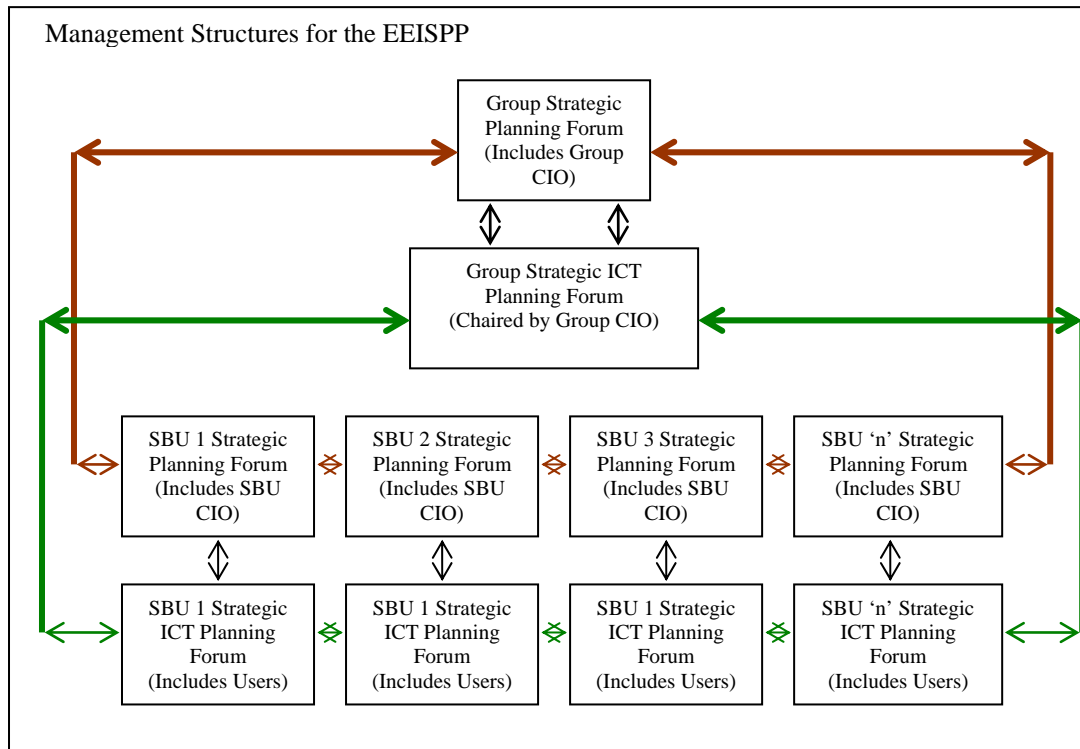 Management Structures for the EEISPP
Group Strategic
Planning Forum
(Includes Group
CIO)
Group Strategic ICT
Planning Forum
(Chaired by Group CIO)
SBU 1 Strategic
Planning Forum
(Includes SBU
CIO)
SBU 2 Strategic
Planning Forum
(Includes SBU
CIO)
SBU 3 Strategic
Planning Forum
(Includes SBU
CIO)
SBU ‘n’ Strategic
Planning Forum
(Includes SBU
CIO)
SBU 1 Strategic
ICT Planning
Forum
(Includes Users)
SBU 1 Strategic
ICT Planning
Forum
(Includes Users)
SBU 1 Strategic
ICT Planning
Forum
(Includes Users)
SBU ‘n’ Strategic
ICT Planning
Forum
(Includes Users)